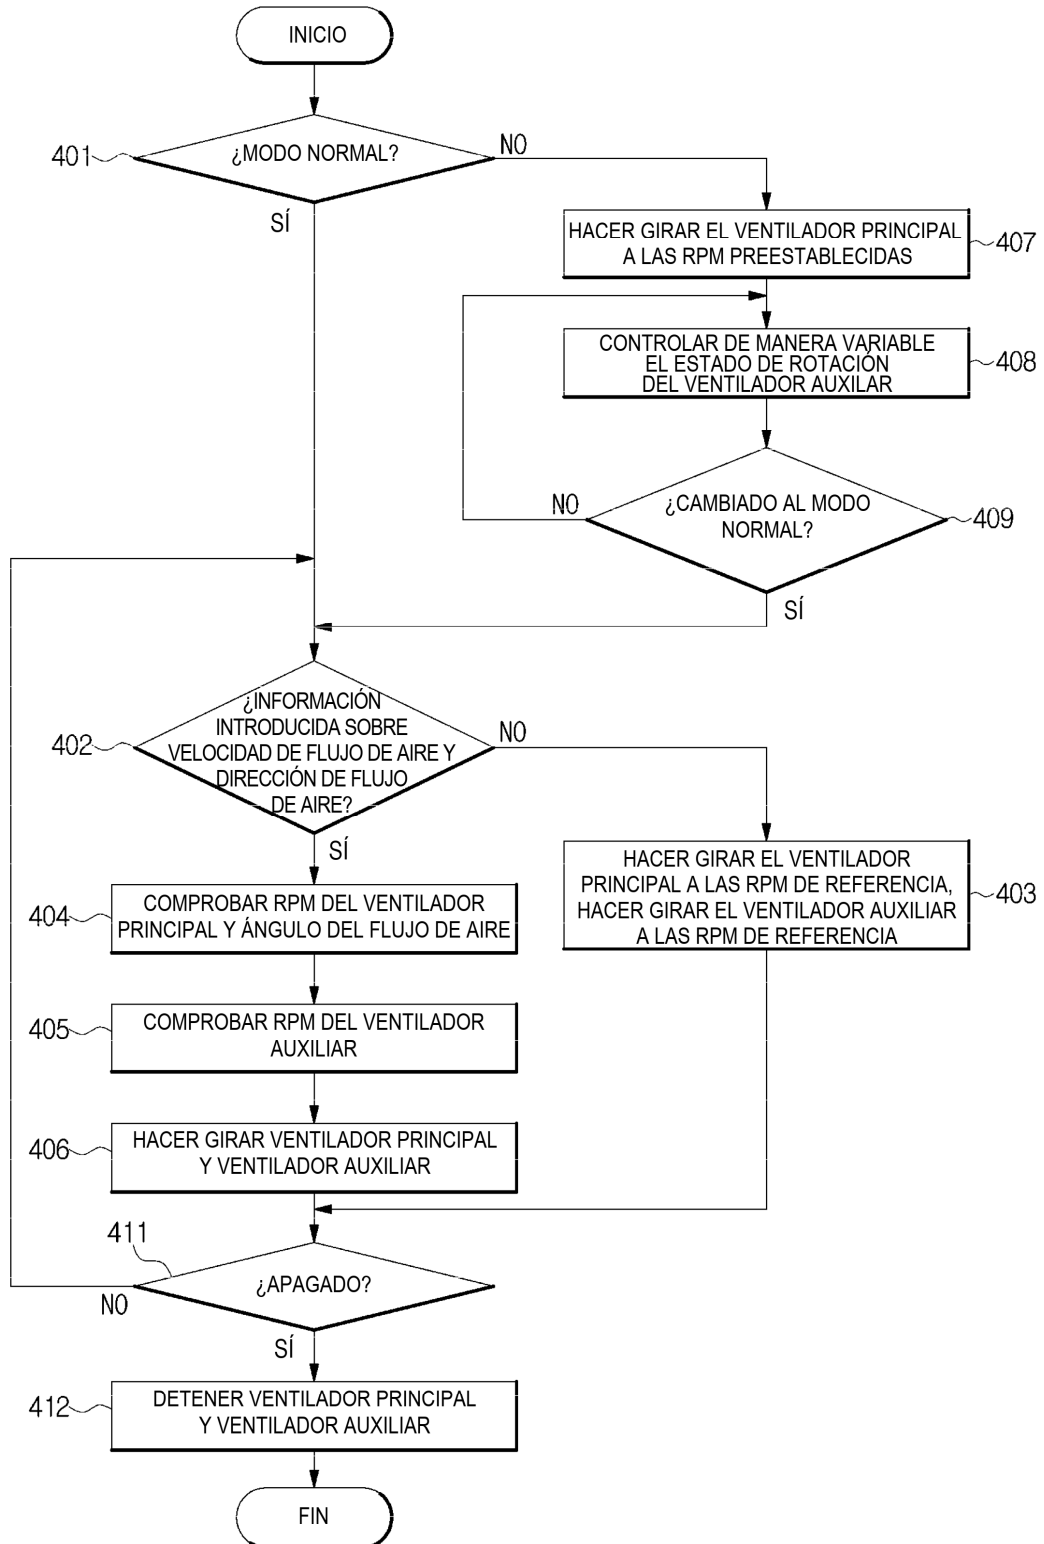 INICIO
401
¿MODO NORMAL?
NO
SÍ
HACER GIRAR EL VENTILADOR PRINCIPAL
A LAS RPM PREESTABLECIDAS
407
CONTROLAR DE MANERA VARIABLE
EL ESTADO DE ROTACIÓN
DEL VENTILADOR AUXILAR
408
NO
¿CAMBIADO AL MODO
NORMAL?
409
SÍ
402
¿INFORMACIÓN
INTRODUCIDA SOBRE
VELOCIDAD DE FLUJO DE AIRE Y
DIRECCIÓN DE FLUJO
DE AIRE?
NO
SÍ
HACER GIRAR EL VENTILADOR
PRINCIPAL A LAS RPM DE REFERENCIA,
HACER GIRAR EL VENTILADOR AUXILIAR
A LAS RPM DE REFERENCIA
403
404
COMPROBAR RPM DEL VENTILADOR
PRINCIPAL Y ÁNGULO DEL FLUJO DE AIRE
405
COMPROBAR RPM DEL VENTILADOR
AUXILIAR
406
HACER GIRAR VENTILADOR PRINCIPAL
Y VENTILADOR AUXILIAR
411
¿APAGADO?
NO
SÍ
412
DETENER VENTILADOR PRINCIPAL
Y VENTILADOR AUXILIAR
FIN